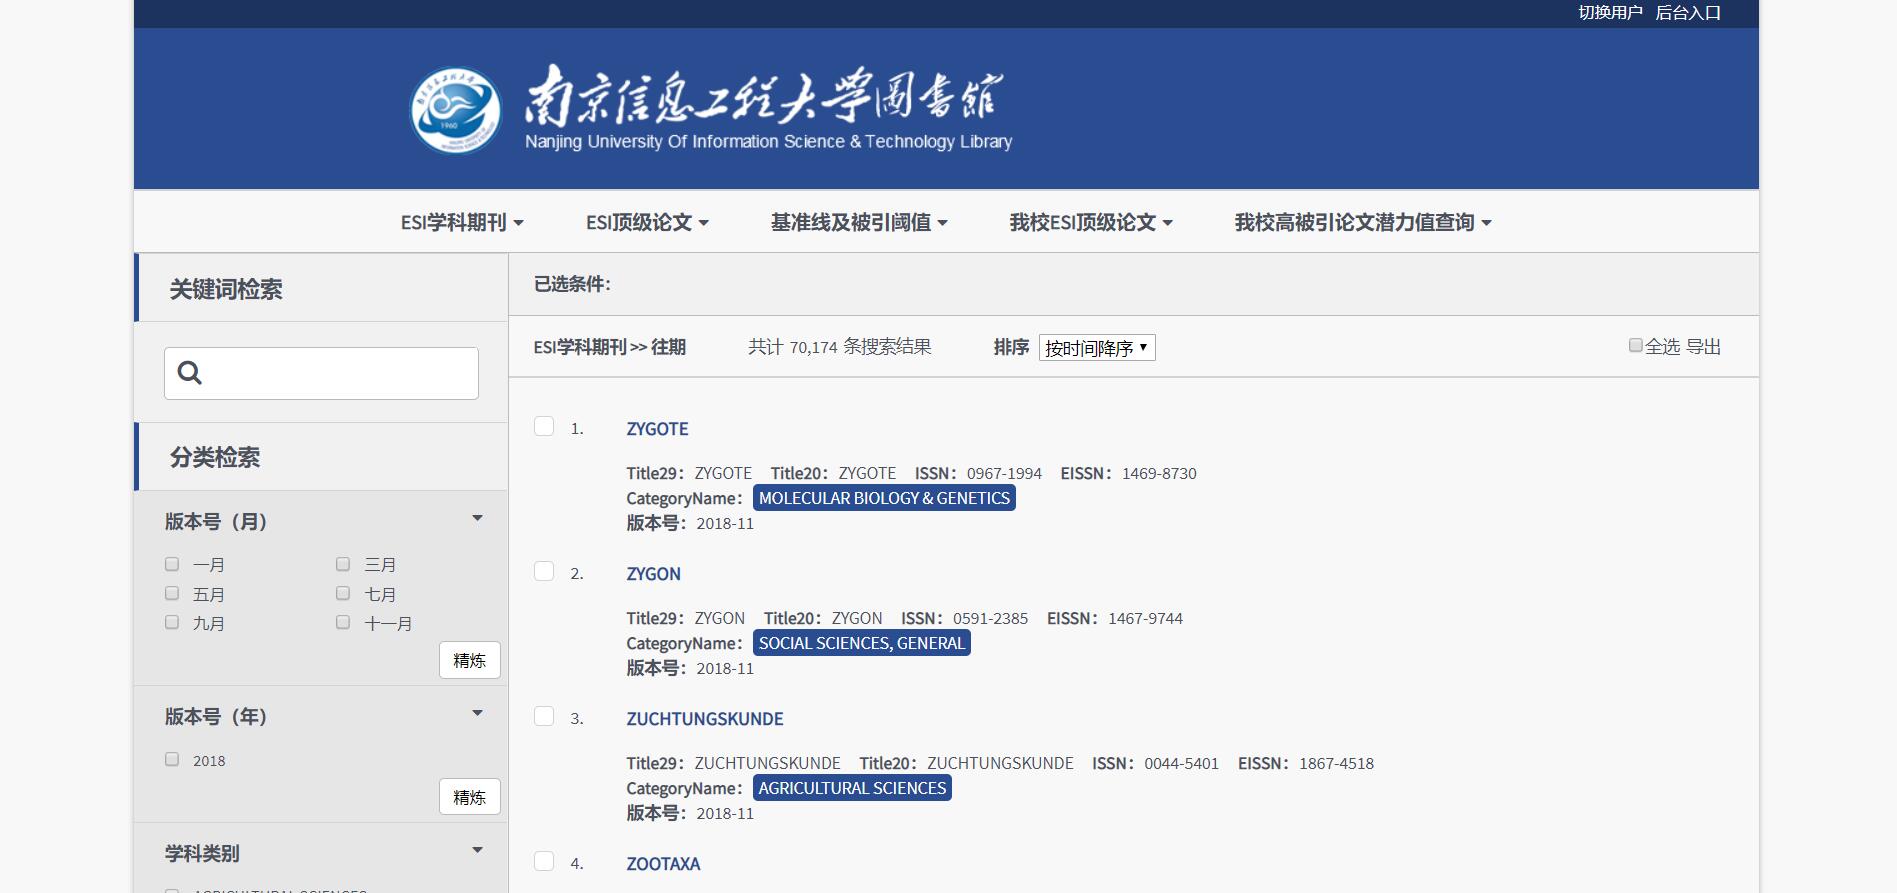 切换用户 后台入口
南京信息工程大学圖書館
Nanjing University Of Information Science & Technology Library
1960
ESI学科期刊 ESI顶级论文 基准线及被引阈值 我校ESI顶级论文 我校高被引论文潜力值查询
关键词检索
已选条件:
ESI学科期刊 >> 往期 共计 70,174 条搜索结果 排序 按时间降序 全选 导出
分类检索
版本号（月）
一月 三月
五月 七月
九月 十一月
精炼
版本号（年）
2018
精炼
学科类别
1. ZYGOTE
Title29： ZYGOTE Title20： ZYGOTE ISSN： 0967-1994 EISSN： 1469-8730
CategoryName： MOLECULAR BIOLOGY & GENETICS
版本号： 2018-11
2. ZYGON
Title29： ZYGON Title20： ZYGON ISSN： 0591-2385 EISSN： 1467-9744
CategoryName： SOCIAL SCIENCES, GENERAL
版本号： 2018-11
3. ZUCHTUNGSKUNDE
Title29： ZUCHTUNGSKUNDE Title20： ZUCHTUNGSKUNDE ISSN： 0044-5401 EISSN： 1867-4518
CategoryName： AGRICULTURAL SCIENCES
版本号： 2018-11
4. ZOOTAXA